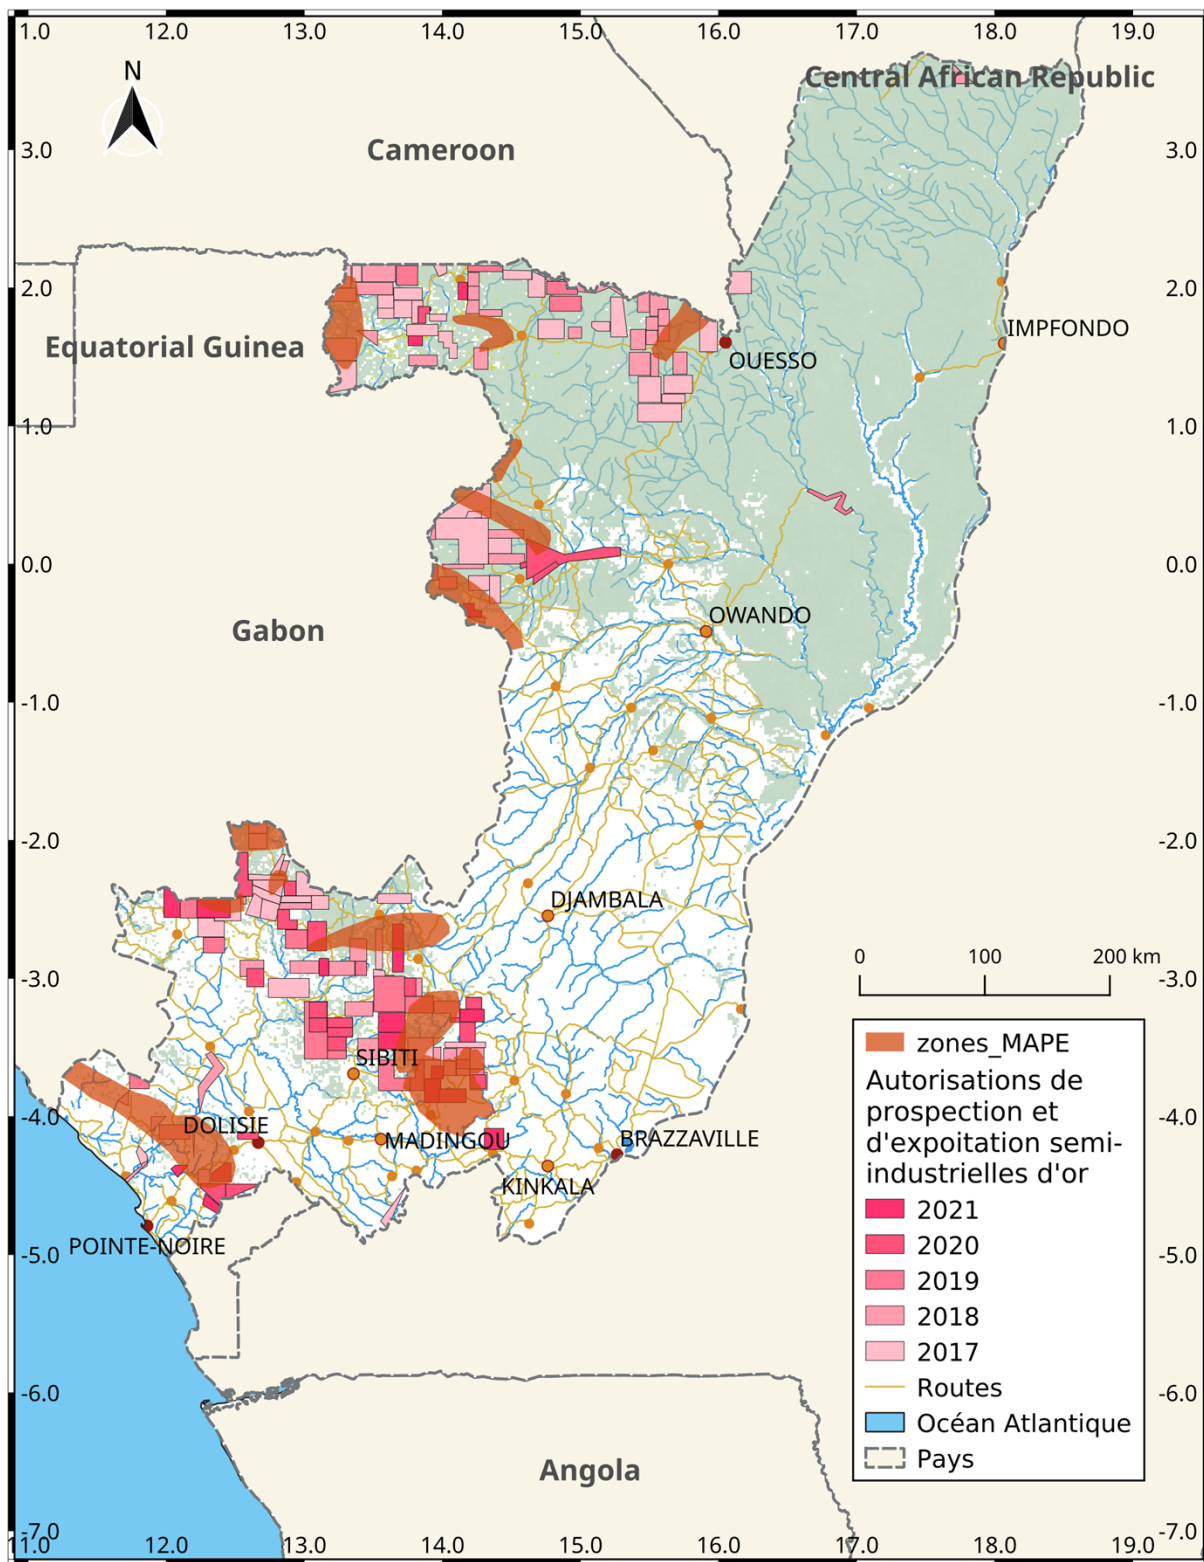 1.0 12.0 13.0 14.0 15.0 16.0 17.0 18.0 19.0
N
Central African Republic
Cameroon
3.0 3.0
2.0 2.0
IMPFONDO
Equatorial Guinea
OUESSO
1.0 1.0
0.0 0.0
OWANDO
Gabon
-1.0 -1.0
-2.0 -2.0
DJAMBALA
0 100 200 km
-3.0 -3.0
zones_MAPE
SIBITI
Autorisations de
prospection et
d'expoitation semi-
industrielles d'or
-4.0 -4.0
DOLISIE
MADINGOU
BRAZZAVILLE
KINKALA
2021
POINTE-NOIRE
2020
-5.0 -5.0
2019
2018
2017
Routes
-6.0 -6.0
Océan Atlantique
Pays
Angola
-7.0 -7.0
11.0 12.0 13.0 14.0 15.0 16.0 17.0 18.0 19.0